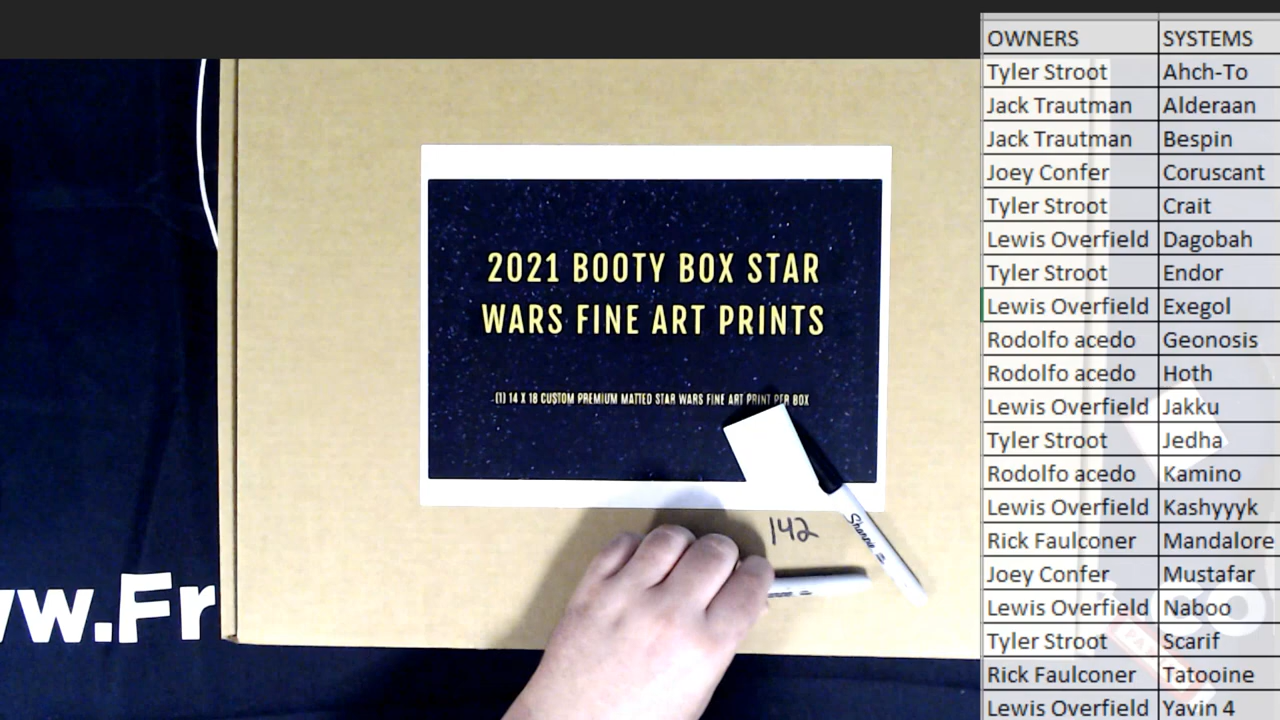 2021 BOOTY BOX STAR
WARS FINE ART PRINTS
(1) 14 X 18 CUSTOM PREMIUM MATTED STAR WARS FINE ART PRINT PER BOX
142
Sharpie
ww.Fr
OWNERS SYSTEMS
Tyler Stroot Ahch-To
Jack Trautman Alderaan
Jack Trautman Bespin
Joey Confer Coruscant
Tyler Stroot Crait
Lewis Overfield Dagobah
Tyler Stroot Endor
Lewis Overfield Exegol
Rodolfo acedo Geonosis
Rodolfo acedo Hoth
Lewis Overfield Jakku
Tyler Stroot Jedha
Rodolfo acedo Kamino
Lewis Overfield Kashyyyk
Rick Faulconer Mandalore
Joey Confer Mustafar
Lewis Overfield Naboo
Tyler Stroot Scarif
Rick Faulconer Tatooine
Lewis Overfield Yavin 4